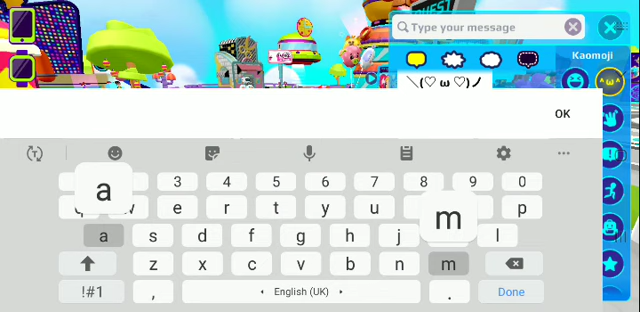 Type your message
Kaomoji
＼(♡ ω ♡)ノ
^ω^
OK
T
a
m
3 4 5 6 7 8 9 0
w e r t y u p
a s d f g h j l
z x c v b n m
!#1 , English (UK) . Done